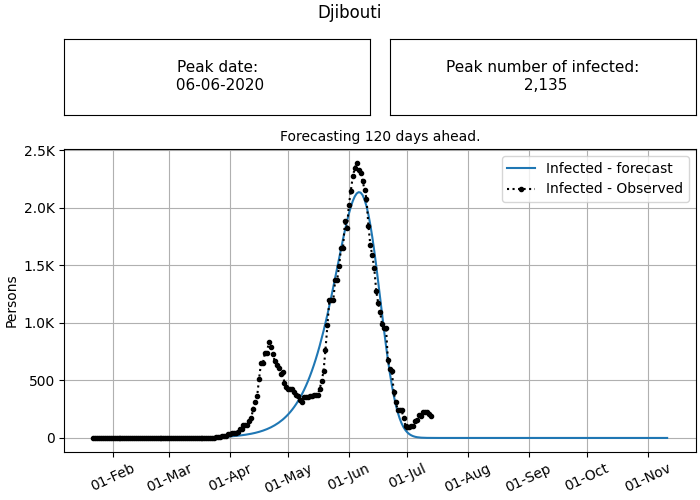 Djibouti
Peak date:
06-06-2020
Peak number of infected:
2,135
Forecasting 120 days ahead.
2.5K
2.0K
1.5K
1.0K
500
0
Persons
Infected - forecast
Infected - Observed
01-Feb
01-Mar
01-Apr
01-May
01-Jun
01-Jul
01-Aug
01-Sep
01-Oct
01-Nov